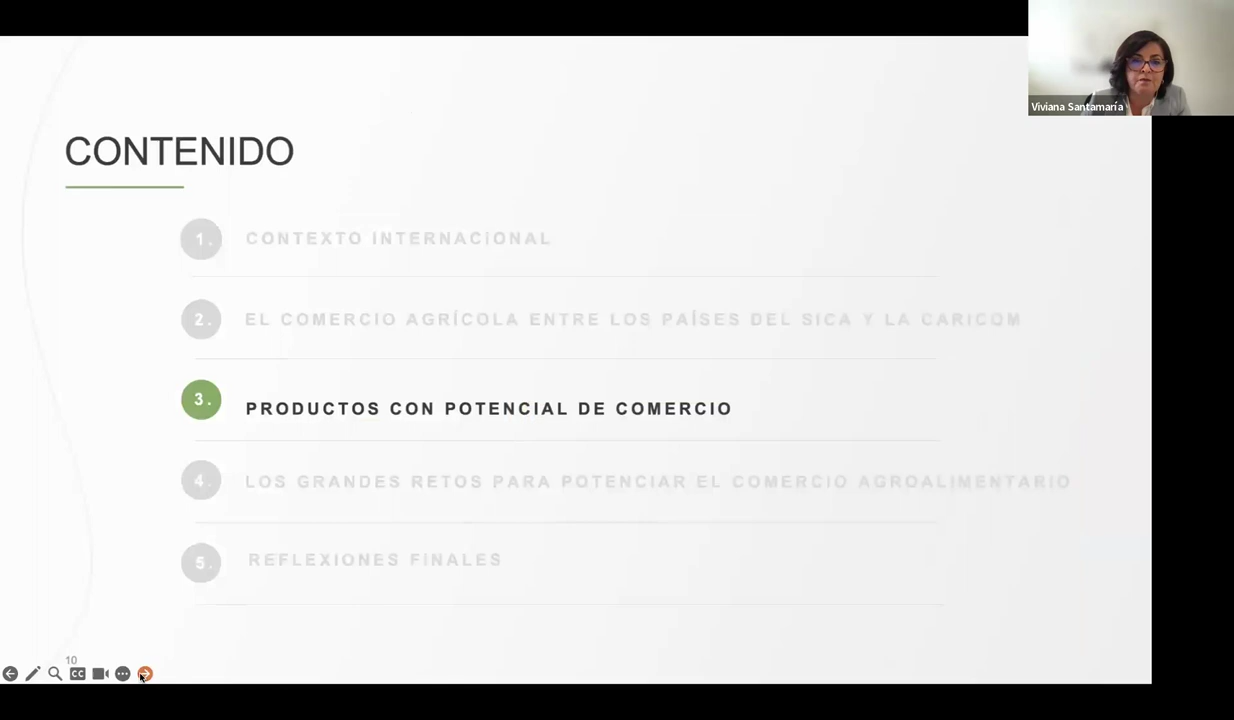 Viviana Santamaría
CONTENIDO
1. CONTEXTO INTERNACIONAL
2. EL COMERCIO AGRÍCOLA ENTRE LOS PAÍSES DEL SICA Y LA CARICOM
3. PRODUCTOS CON POTENCIAL DE COMERCIO
4. LOS GRANDES RETOS PARA POTENCIAR EL COMERCIO AGROALIMENTARIO
5. REFLEXIONES FINALES
10
CC